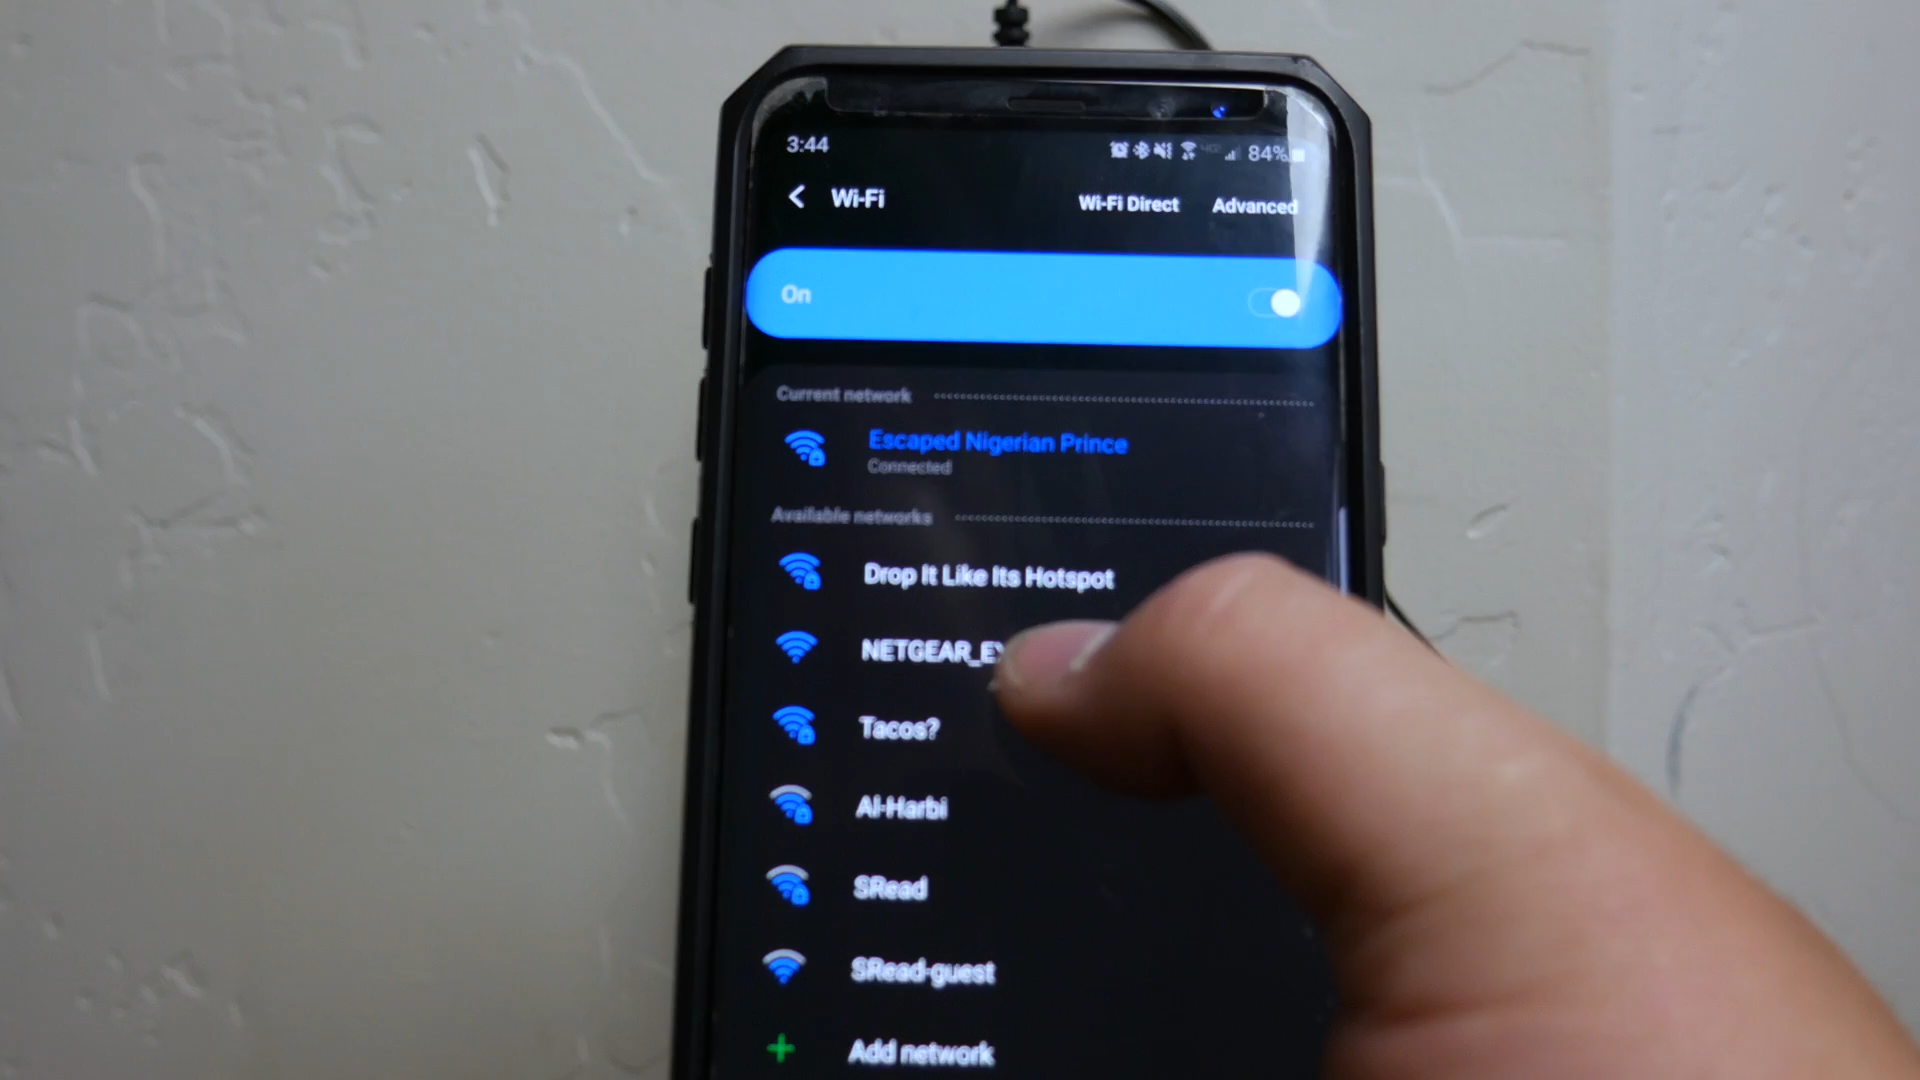 3:44
84%
Wi-Fi
Wi-Fi Direct
Advanced
On
Current network
Escaped Nigerian Prince
Connected
Available networks
Drop It Like Its Hotspot
NETGEAR_EX
Tacos?
Al-Harbi
SRead
SRead-guest
Add network